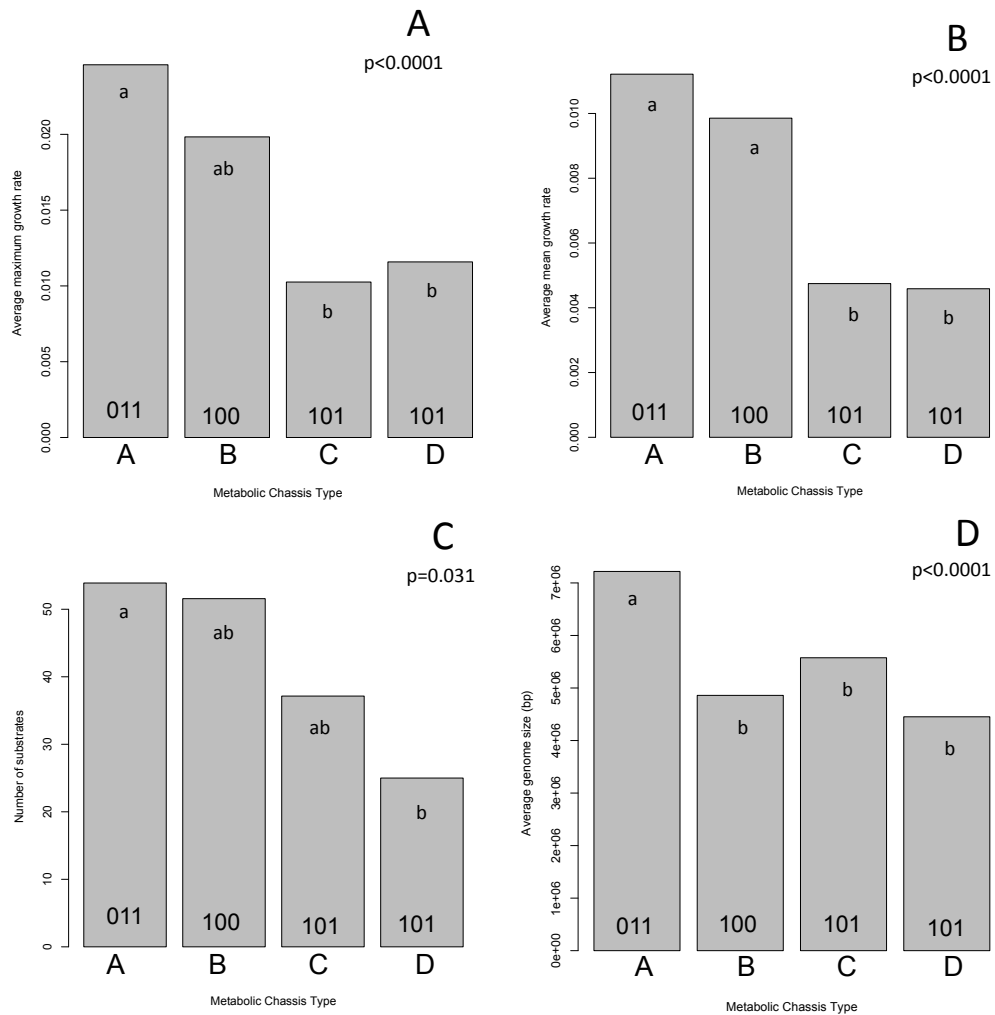 A
p<0.0001
Average maximum growth rate
0.020
0.015
0.010
0.005
0.000
a
ab
b
b
011
100
101
101
A B C D
Metabolic Chassis Type
B
p<0.0001
Average mean growth rate
0.010
0.008
0.006
0.004
0.002
0.000
a
a
b
b
011
100
101
101
A B C D
Metabolic Chassis Type
C
p=0.031
Number of substrates
50
40
30
20
10
0
a
ab
ab
b
011
100
101
101
A B C D
Metabolic Chassis Type
D
p<0.0001
Average genome size (bp)
7e+06
6e+06
5e+06
4e+06
3e+06
2e+06
1e+06
0e+00
a
b
b
b
011
100
101
101
A B C D
Metabolic Chassis Type